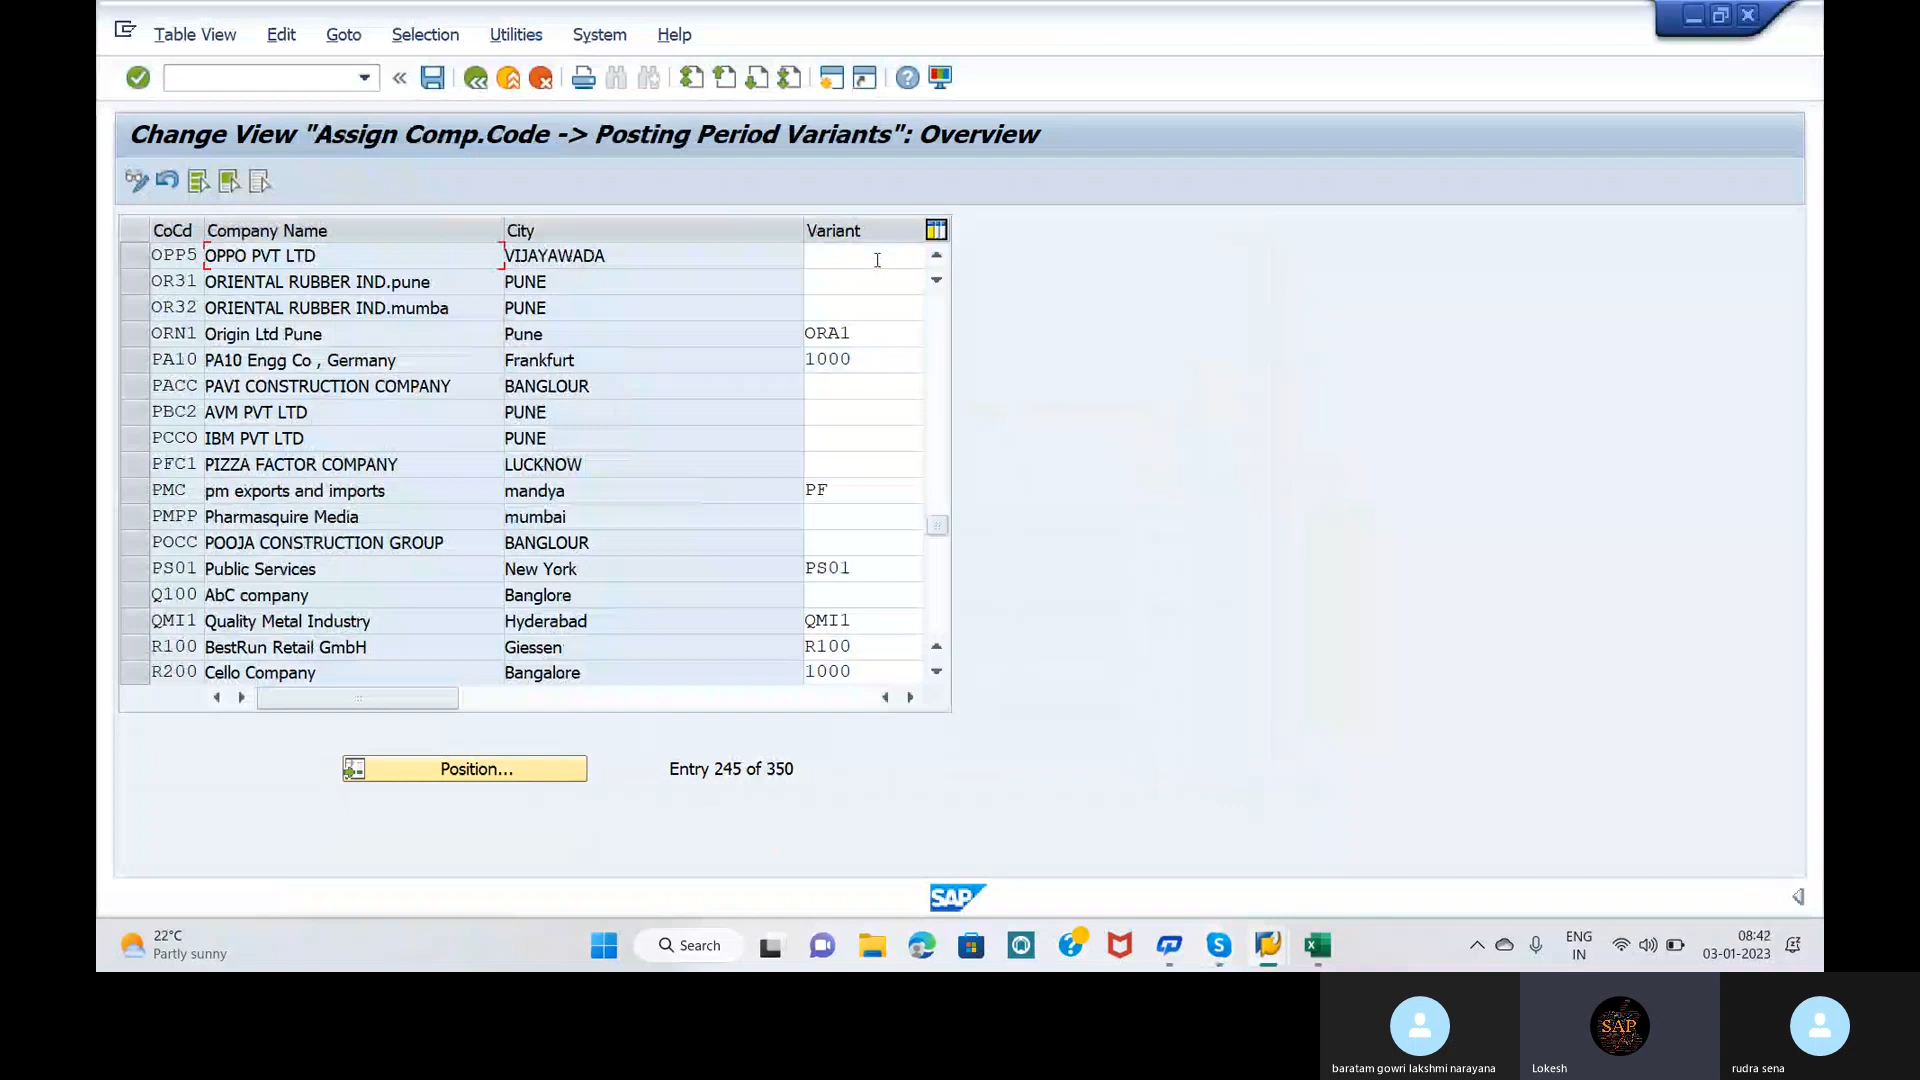 Table View Edit Goto Selection Utilities System Help
Change View "Assign Comp.Code -> Posting Period Variants": Overview
CoCd Company Name City Variant
OPP5 OPPO PVT LTD VIJAYAWADA
OR31 ORIENTAL RUBBER IND.pune PUNE
OR32 ORIENTAL RUBBER IND.mumba PUNE
ORN1 Origin Ltd Pune Pune ORA1
PA10 PA10 Engg Co , Germany Frankfurt 1000
PACC PAVI CONSTRUCTION COMPANY BANGLOUR
PBC2 AVM PVT LTD PUNE
PCCO IBM PVT LTD PUNE
PFC1 PIZZA FACTOR COMPANY LUCKNOW
PMC pm exports and imports mandya PF
PMPP Pharmasquire Media mumbai
POCC POOJA CONSTRUCTION GROUP BANGLOUR
PS01 Public Services New York PS01
Q100 AbC company Banglore
QMI1 Quality Metal Industry Hyderabad QMI1
R100 BestRun Retail GmbH Giessen R100
R200 Cello Company Bangalore 1000
Position... Entry 245 of 350
SAP
22°C
Partly sunny
Search
ENG
IN
08:42
03-01-2023
SAP
baratam gowri lakshmi narayana Lokesh rudra sena